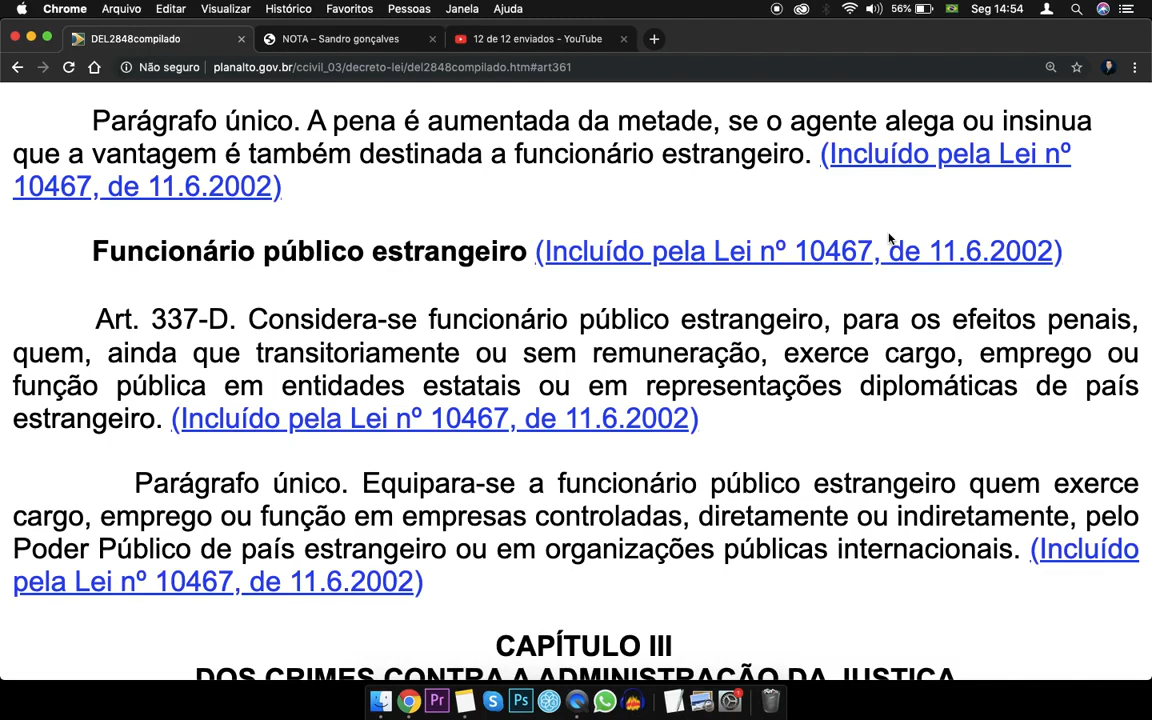 Chrome Arquivo Editar Visualizar Histórico Favoritos Pessoas Janela Ajuda 56% Seg 14:54
DEL2848compilado NOTA – Sandro gonçalves 12 de 12 enviados - YouTube
Não seguro planalto.gov.br/ccivil_03/decreto-lei/del2848compilado.htm#art361
Parágrafo único. A pena é aumentada da metade, se o agente alega ou insinua
que a vantagem é também destinada a funcionário estrangeiro. (Incluído pela Lei nº
10467, de 11.6.2002)
Funcionário público estrangeiro (Incluído pela Lei nº 10467, de 11.6.2002)
Art. 337-D. Considera-se funcionário público estrangeiro, para os efeitos penais,
quem, ainda que transitoriamente ou sem remuneração, exerce cargo, emprego ou
função pública em entidades estatais ou em representações diplomáticas de país
estrangeiro. (Incluído pela Lei nº 10467, de 11.6.2002)
Parágrafo único. Equipara-se a funcionário público estrangeiro quem exerce
cargo, emprego ou função em empresas controladas, diretamente ou indiretamente, pelo
Poder Público de país estrangeiro ou em organizações públicas internacionais. (Incluído
pela Lei nº 10467, de 11.6.2002)
CAPÍTULO III
DOS CRIMES CONTRA A ADMINISTRAÇÃO DA JUSTIÇA
Pr S Ps